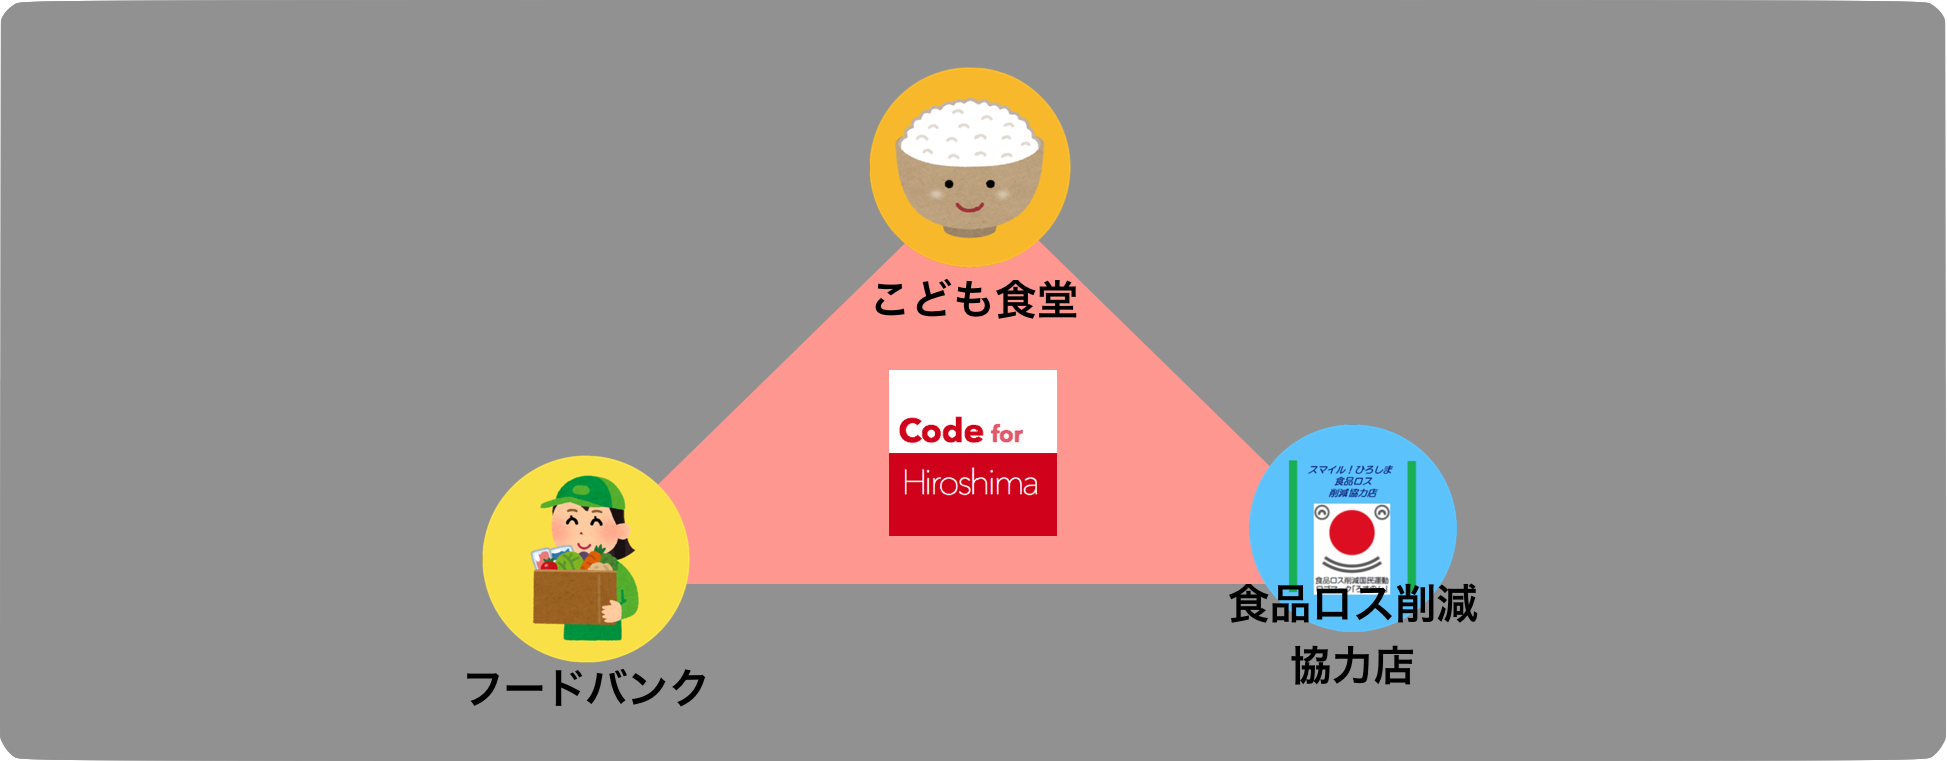 こども食堂
Code for
Hiroshima
スマイル！ひろしま
食品ロス
削減協力店
食品ロス削減国民運動
食品ロス削減
協力店
フードバンク